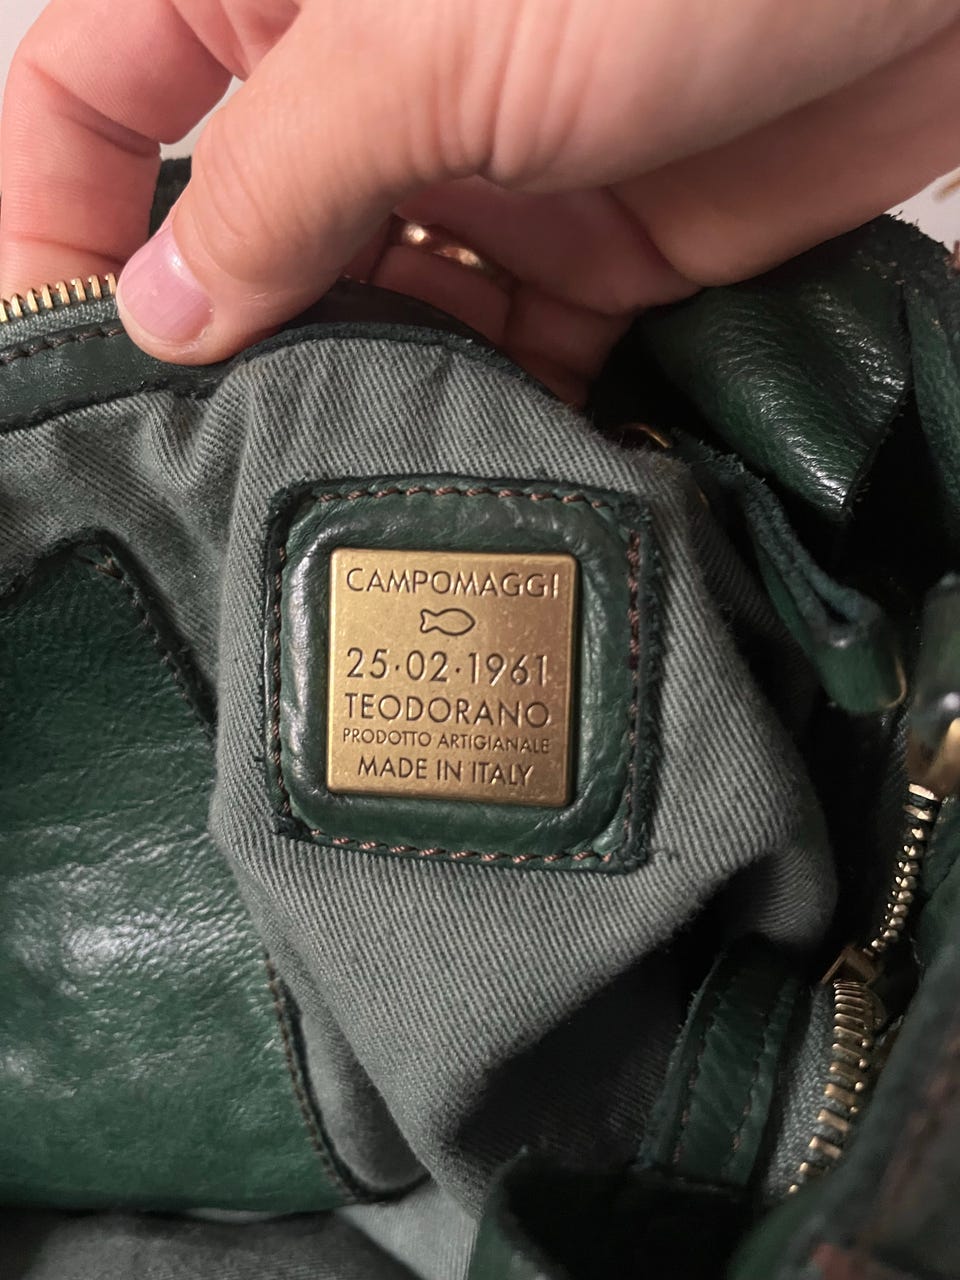 CAMPOMAGGI
25·02·1961
TEODORANO
PRODOTTO ARTIGIANALE
MADE IN ITALY